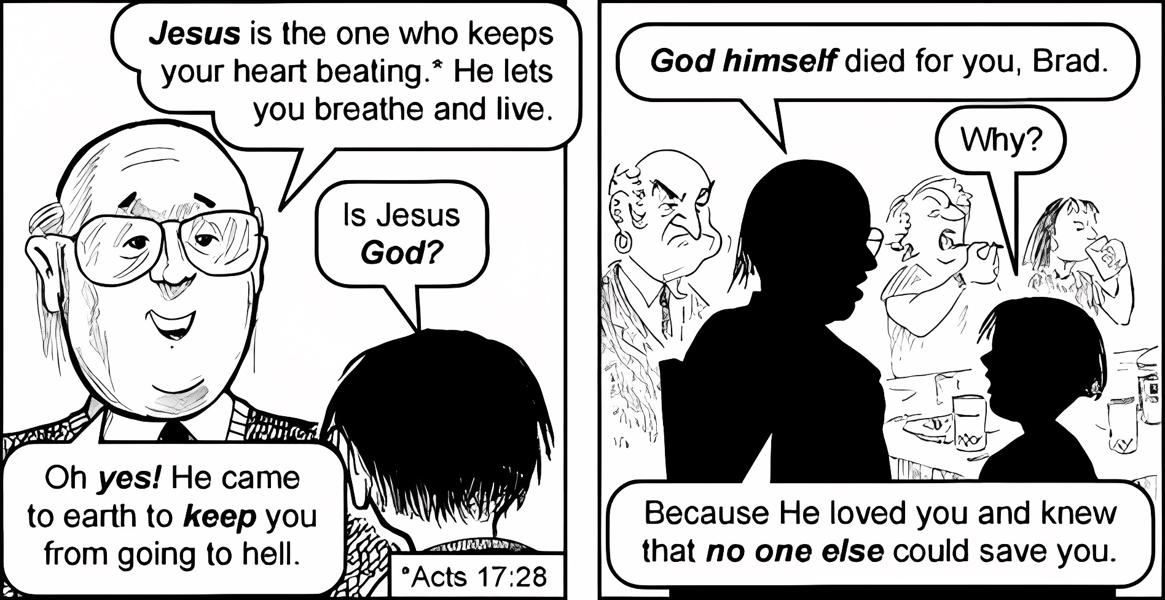 Jesus is the one who keeps
your heart beating.* He lets
you breathe and live.
Is Jesus
God?
Oh yes! He came
to earth to keep you
from going to hell.
*Acts 17:28
God himself died for you, Brad.
Why?
Because He loved you and knew
that no one else could save you.